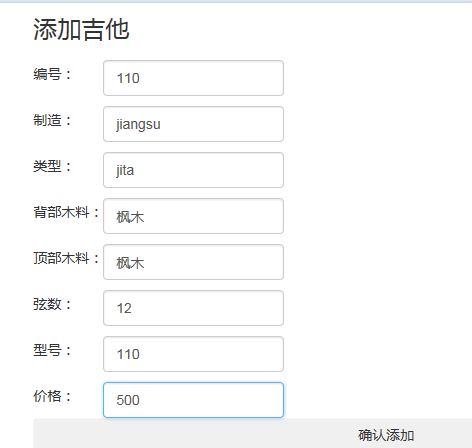 添加吉他
编号： 110
制造： jiangsu
类型： jita
背部木料： 枫木
顶部木料： 枫木
弦数： 12
型号： 110
价格： 500
确认添加